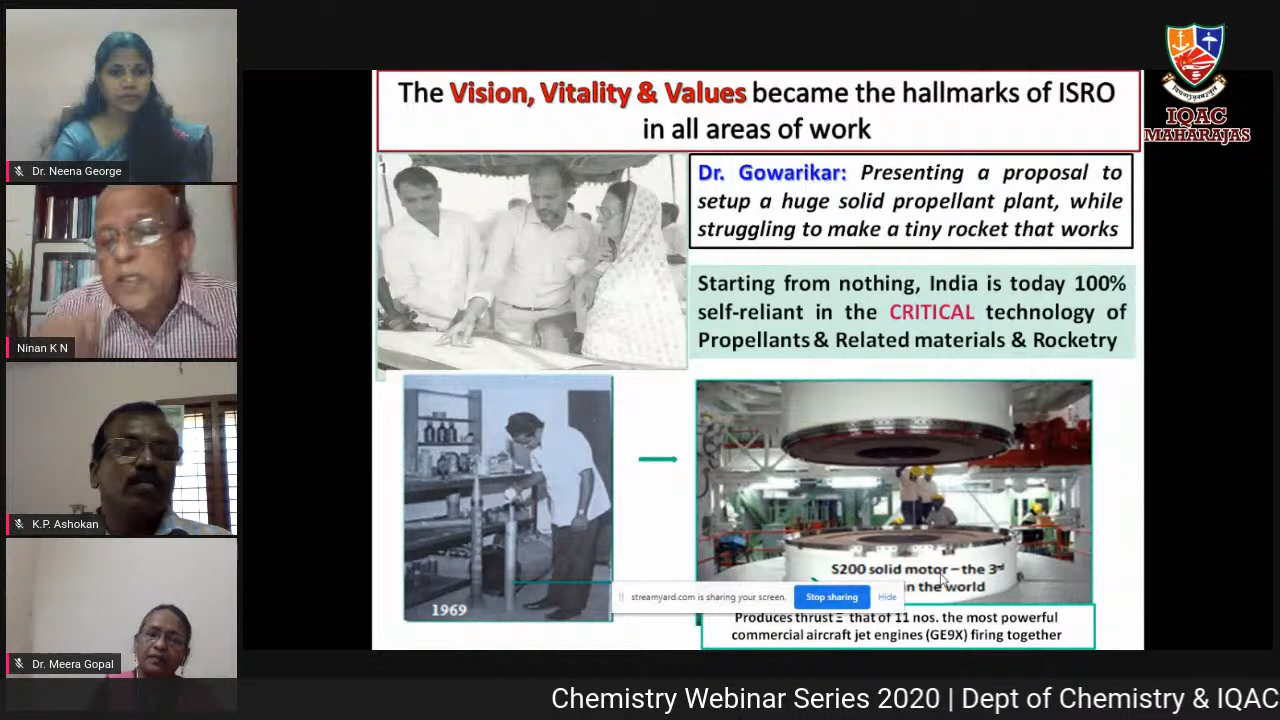 Dr. Neena George
Ninan K N
K.P. Ashokan
Dr. Meera Gopal
The Vision, Vitality & Values became the hallmarks of ISRO
in all areas of work
1
Dr. Gowarikar: Presenting a proposal to
setup a huge solid propellant plant, while
struggling to make a tiny rocket that works
Starting from nothing, India is today 100%
self-reliant in the CRITICAL technology of
Propellants & Related materials & Rocketry
1969
S200 solid motor – the 3rd
in the world
streamyard.com is sharing your screen.
Stop sharing
Hide
Produces thrust Ξ that of 11 nos. the most powerful
commercial aircraft jet engines (GE9X) firing together
IQAC
MAHARAJAS
Chemistry Webinar Series 2020 | Dept of Chemistry & IQAC